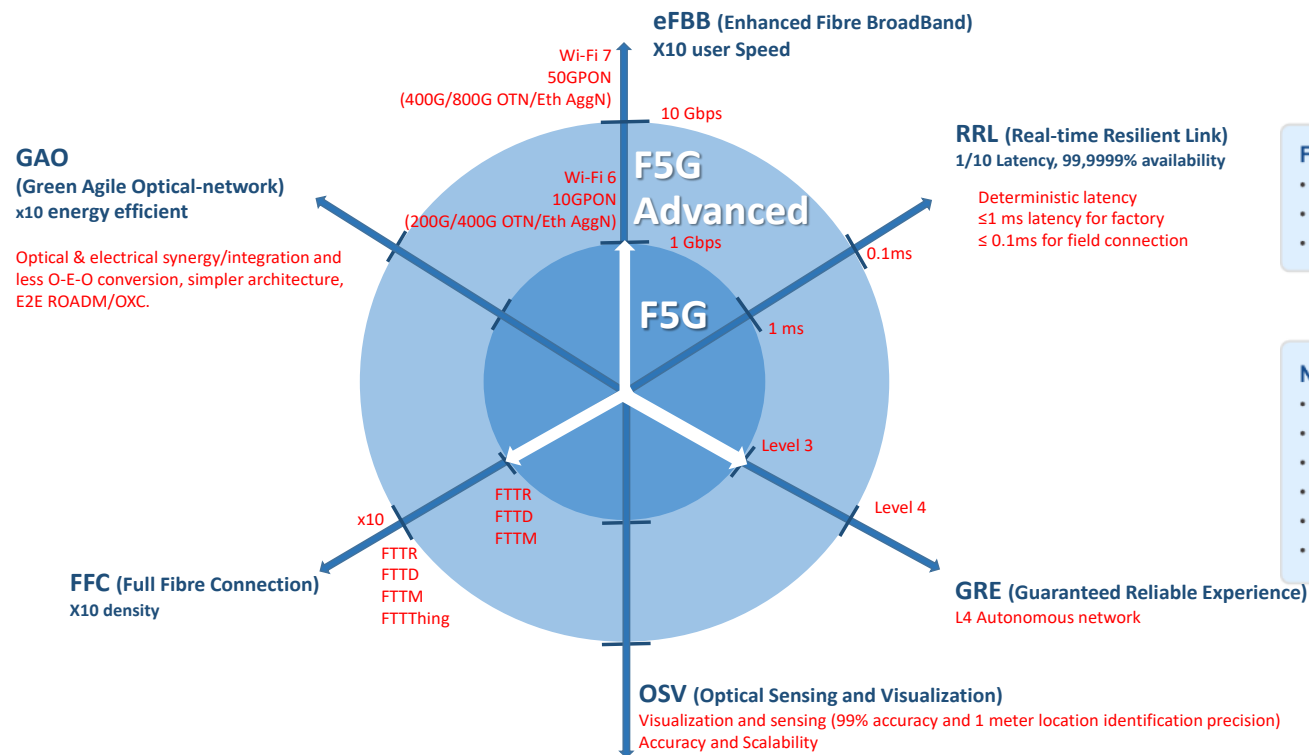 eFBB (Enhanced Fibre BroadBand)
X10 user Speed
Wi-Fi 7
50GPON
(400G/800G OTN/Eth AggN)
10 Gbps
RRL (Real-time Resilient Link)
1/10 Latency, 99,9999% availability
Deterministic latency
≤1 ms latency for factory
≤ 0.1ms for field connection
GAO
(Green Agile Optical-network)
x10 energy efficient
Optical & electrical synergy/integration and
less O-E-O conversion, simpler architecture,
E2E ROADM/OXC.
F5G
Advanced
Wi-Fi 6
10GPON
(200G/400G OTN/Eth AggN)
1 Gbps
0.1ms
F5G
1 ms
Level 3
Level 4
FTTR
FTTD
FTTM
x10
FTTR
FTTD
FTTM
FTTThing
FFC (Full Fibre Connection)
X10 density
GRE (Guaranteed Reliable Experience)
L4 Autonomous network
OSV (Optical Sensing and Visualization)
Visualization and sensing (99% accuracy and 1 meter location identification precision)
Accuracy and Scalability